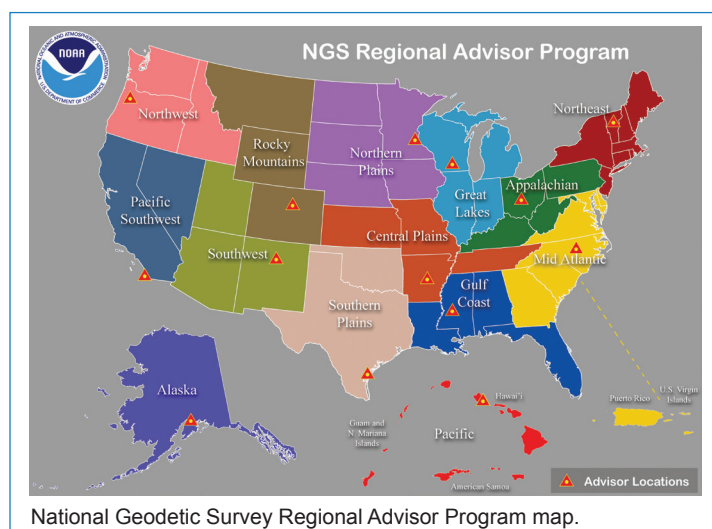 NATIONAL OCEANIC AND ATMOSPHERIC ADMINISTRATION
NOAA
U.S. DEPARTMENT OF COMMERCE
NGS Regional Advisor Program
Northwest
Rocky
Mountains
Northern
Plains
Northeast
Great
Lakes
Appalachian
Pacific
Southwest
Central Plains
Southwest
Mid Atlantic
Gulf
Coast
Southern
Plains
Alaska
Guam and
N. Mariana
Islands
Hawai'i
Pacific
American Samoa
Puerto Rico
U.S. Virgin
Islands
Advisor Locations
National Geodetic Survey Regional Advisor Program map.